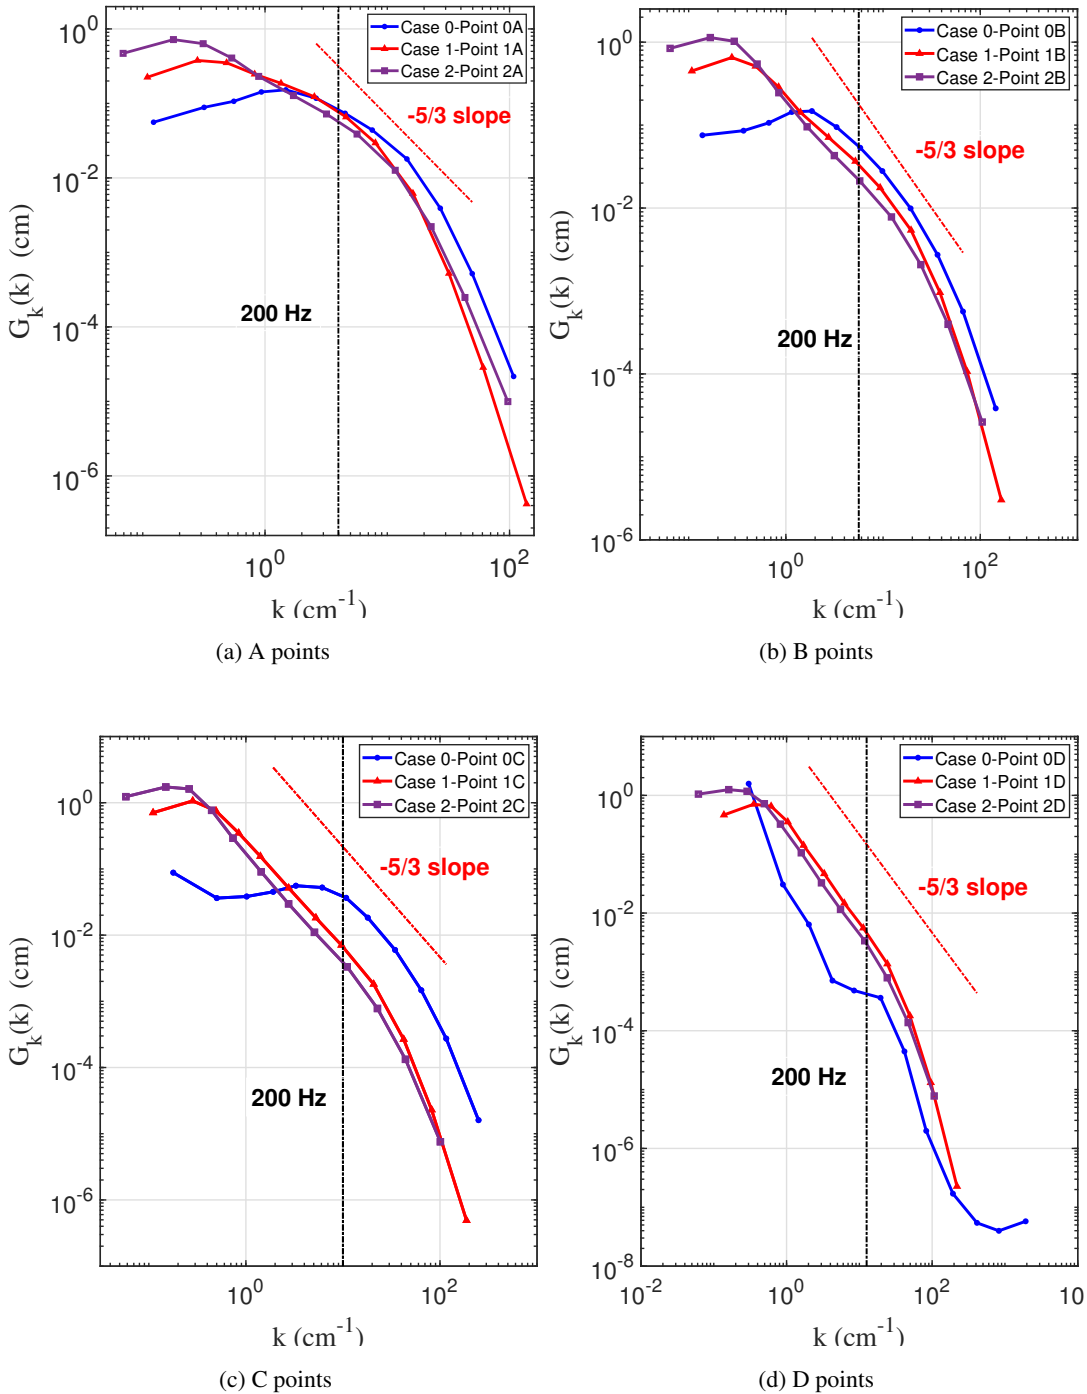 Case 0-Point 0A
Case 1-Point 1A
Case 2-Point 2A
-5/3 slope
200 Hz
10^0
10^-2
10^-4
10^-6
G_k(k) (cm)
10^0
10^2
k (cm^-1)
(a) A points
Case 0-Point 0B
Case 1-Point 1B
Case 2-Point 2B
-5/3 slope
200 Hz
10^0
10^-2
10^-4
10^-6
G_k(k) (cm)
10^0
10^2
k (cm^-1)
(b) B points
Case 0-Point 0C
Case 1-Point 1C
Case 2-Point 2C
-5/3 slope
200 Hz
10^0
10^-2
10^-4
10^-6
G_k(k) (cm)
10^0
10^2
k (cm^-1)
(c) C points
Case 0-Point 0D
Case 1-Point 1D
Case 2-Point 2D
-5/3 slope
200 Hz
10^0
10^-2
10^-4
10^-6
10^-8
G_k(k) (cm)
10^-2
10^0
10^2
10
k (cm^-1)
(d) D points